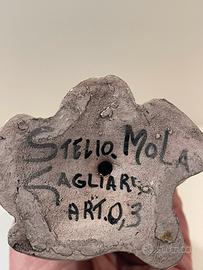 STELIO. MOLA
CAGLIARI
ART. 0,3